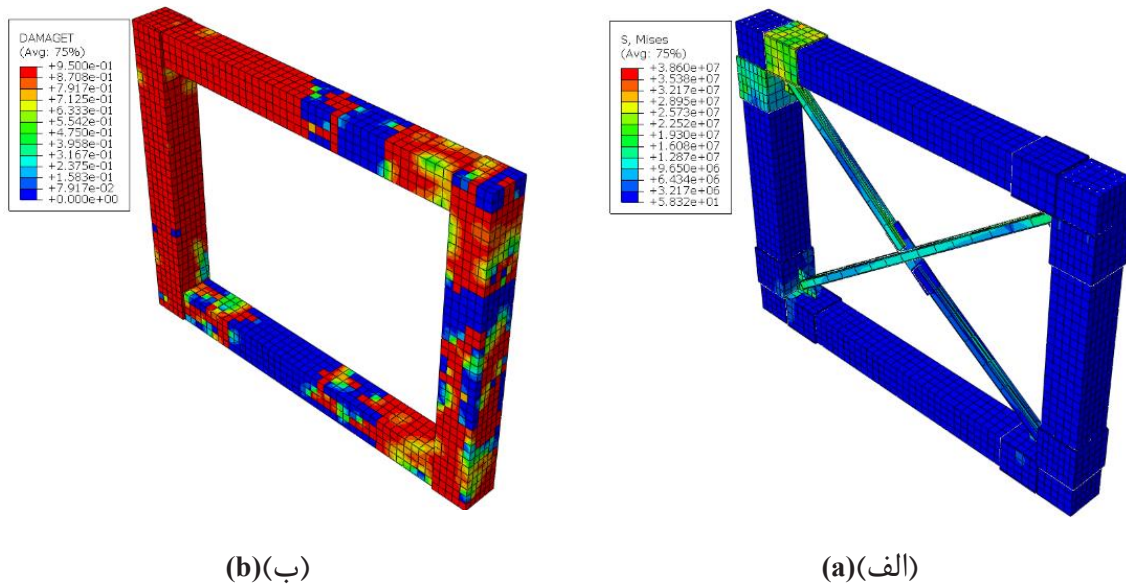 DAMAGET
(Avg: 75%)
+9.500e-01
+8.708e-01
+7.917e-01
+7.125e-01
+6.333e-01
+5.542e-01
+4.750e-01
+3.958e-01
+3.167e-01
+2.375e-01
+1.583e-01
+7.917e-02
+0.000e+00
S, Mises
(Avg: 75%)
+3.860e+07
+3.538e+07
+3.217e+07
+2.895e+07
+2.573e+07
+2.252e+07
+1.930e+07
+1.608e+07
+1.287e+07
+9.650e+06
+6.434e+06
+3.217e+06
+5.832e+01
(الف)(a)
(ب)(b)